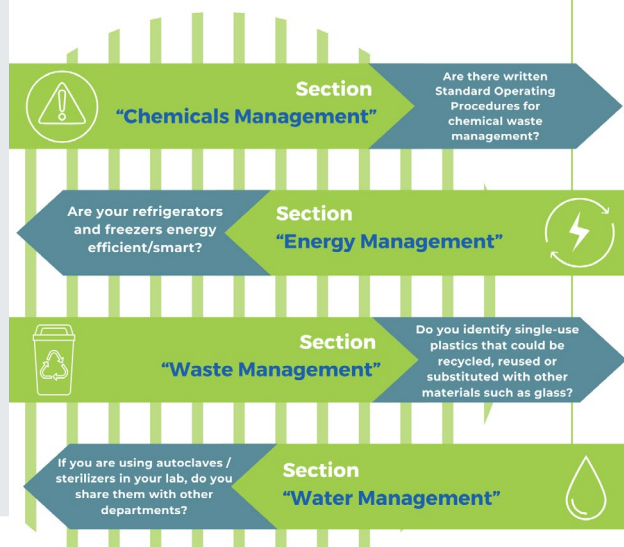 Section
“Chemicals Management”
Are there written
Standard Operating
Procedures for
chemical waste
management?
Are your refrigerators
and freezers energy
efficient/smart?
Section
“Energy Management”
Section
“Waste Management”
Do you identify single-use
plastics that could be
recycled, reused or
substituted with other
materials such as glass?
If you are using autoclaves /
sterilizers in your lab, do you
share them with other
departments?
Section
“Water Management”